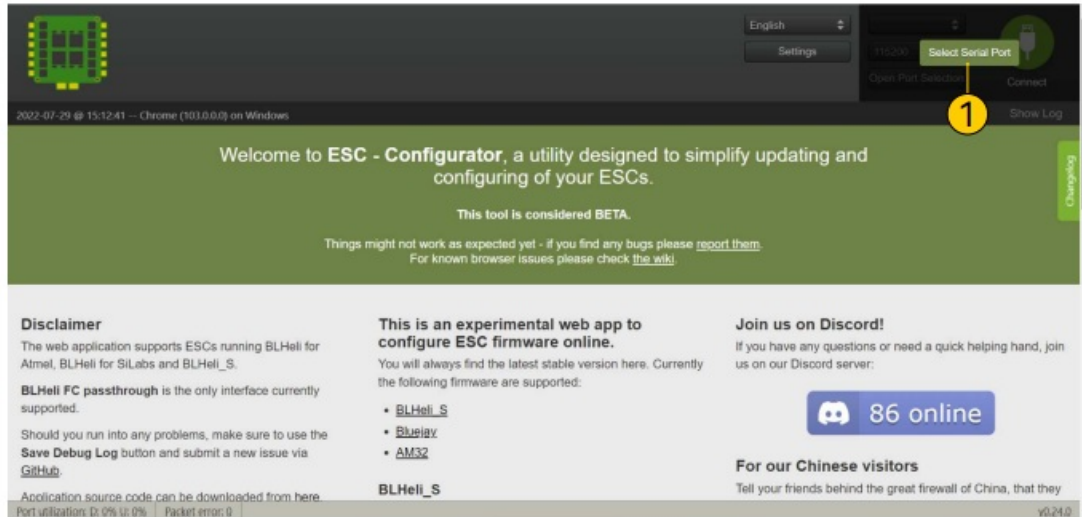 English
Settings
115200
Select Serial Port
Open Port Selection
Connect
1
2022-07-29 @ 15:12:41 -- Chrome (103.0.0.0) on Windows
Show Log
Welcome to ESC - Configurator, a utility designed to simplify updating and
configuring of your ESCs.
Changelog
This tool is considered BETA.
Things might not work as expected yet - if you find any bugs please report them.
For known browser issues please check the wiki.
Disclaimer
The web application supports ESCs running BLHeli for
Atmel, BLHeli for SiLabs and BLHeli_S.
BLHeli FC passthrough is the only interface currently
supported.
Should you run into any problems, make sure to use the
Save Debug Log button and submit a new issue via
GitHub.
Application source code can be downloaded from here.
This is an experimental web app to
configure ESC firmware online.
You will always find the latest stable version here. Currently
the following firmware are supported:
• BLHeli_S
• Bluejay
• AM32
BLHeli_S
Join us on Discord!
If you have any questions or need a quick helping hand, join
us on our Discord server:
86 online
For our Chinese visitors
Tell your friends behind the great firewall of China, that they
Port utilization: D: 0% U: 0%
Packet error: 0
v0.24.0